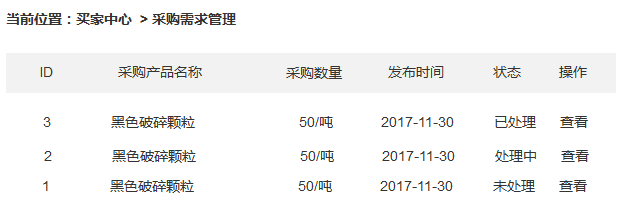 当前位置：买家中心 > 采购需求管理
ID 采购产品名称 采购数量 发布时间 状态 操作
3 黑色破碎颗粒 50/吨 2017-11-30 已处理 查看
2 黑色破碎颗粒 50/吨 2017-11-30 处理中 查看
1 黑色破碎颗粒 50/吨 2017-11-30 未处理 查看